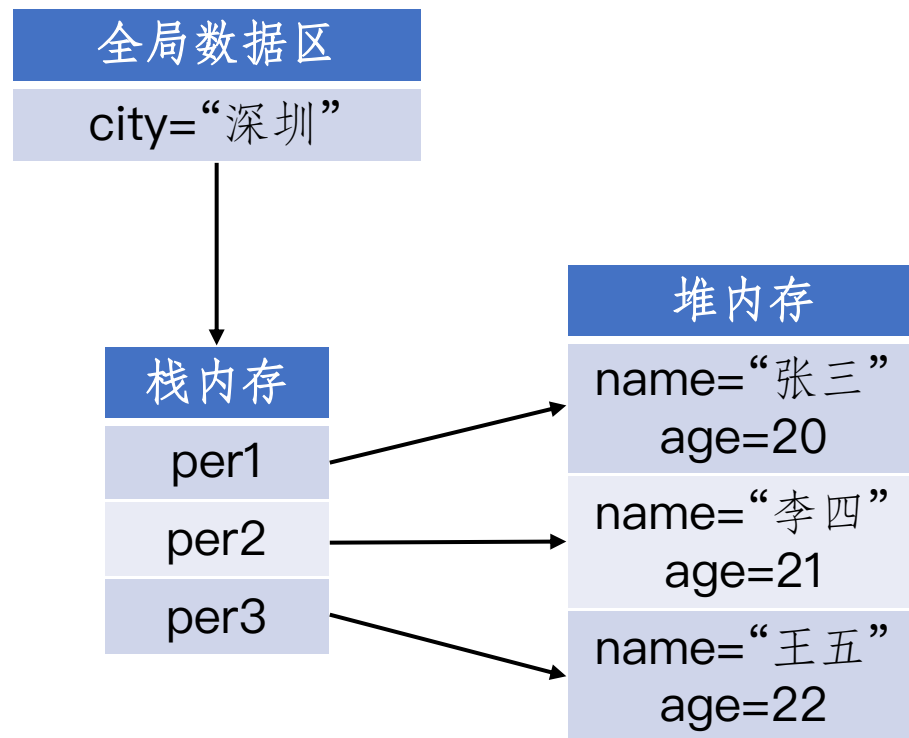 全局数据区
city=“深圳”
栈内存
per1
per2
per3
堆内存
name=“张三”
age=20
name=“李四”
age=21
name=“王五”
age=22